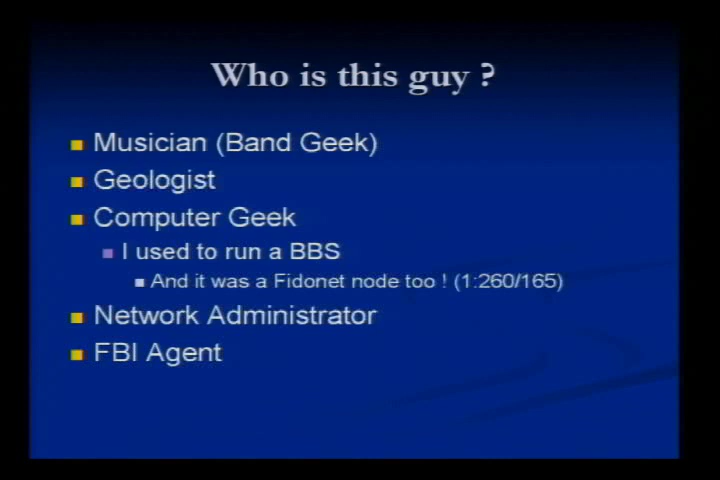 Who is this guy ?
Musician (Band Geek)
Geologist
Computer Geek
I used to run a BBS
And it was a Fidonet node too ! (1:260/165)
Network Administrator
FBI Agent